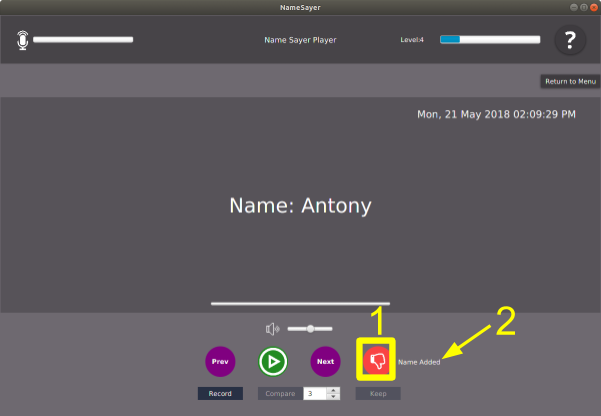 NameSayer
Name Sayer Player
Level:4
?
Return to Menu
Mon, 21 May 2018 02:09:29 PM
Name: Antony
1
2
Prev
Next
Name Added
Record
Compare
3
Keep